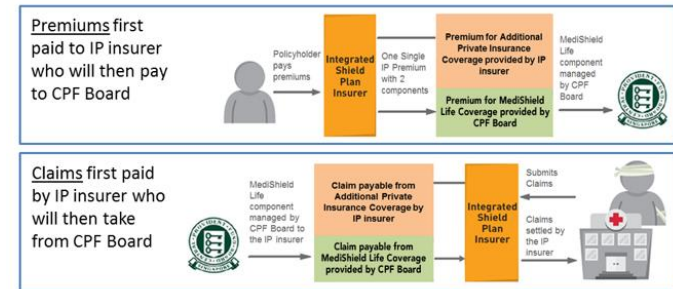 Premiums first
paid to IP insurer
who will then pay
to CPF Board
Policyholder
pays
premiums
Integrated
Shield
Plan
Insurer
One Single
IP Premium
with 2
components
Premium for Additional
Private Insurance
Coverage provided by IP
insurer
Premium for MediShield
Life Coverage provided by
CPF Board
MediShield
Life
component
managed
by CPF
Board
Claims first paid
by IP insurer who
will then take
from CPF Board
MediShield
Life
component
managed by
CPF Board to
the IP insurer
Claim payable from
Additional Private
Insurance Coverage by
IP insurer
Claim payable from
MediShield Life Coverage
provided by CPF Board
Integrated
Shield
Plan
Insurer
Submits
Claims
Claims
settled by
the IP
insurer